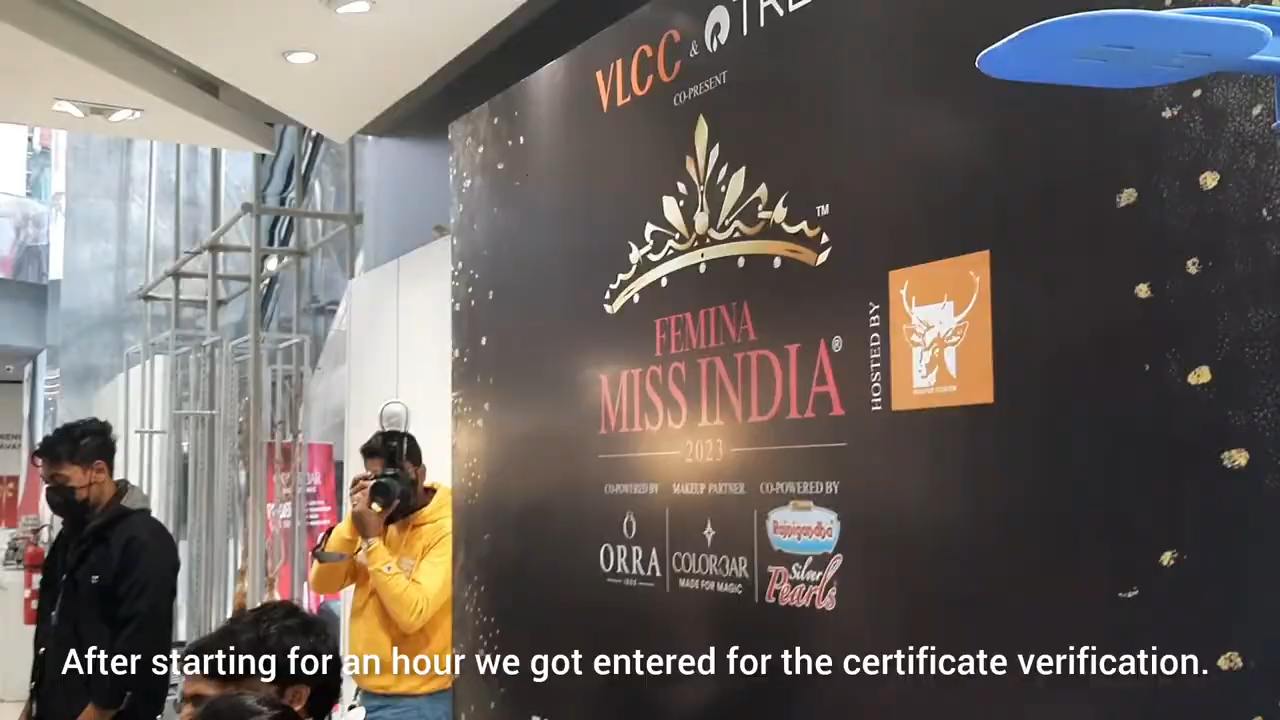 VLCC & TRE
CO-PRESENT
TM
FEMINA
MISS INDIA®
2023
HOSTED BY
CO-POWERED BY
ORRA
MAKEUP PARTNER
COLORBAR
MADE FOR MAGIC
CO-POWERED BY
Rajnigandha
Silver
Pearls
After starting for an hour we got entered for the certificate verification.